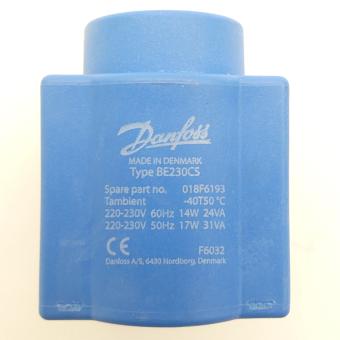 Danfoss
MADE IN DENMARK
Type BE230CS
Spare part no. 018F6193
Tambient -40T50 °C
220-230V 60Hz 14W 24VA
220-230V 50Hz 17W 31VA
CE F6032
Danfoss A/S, 6430 Nordborg, Denmark